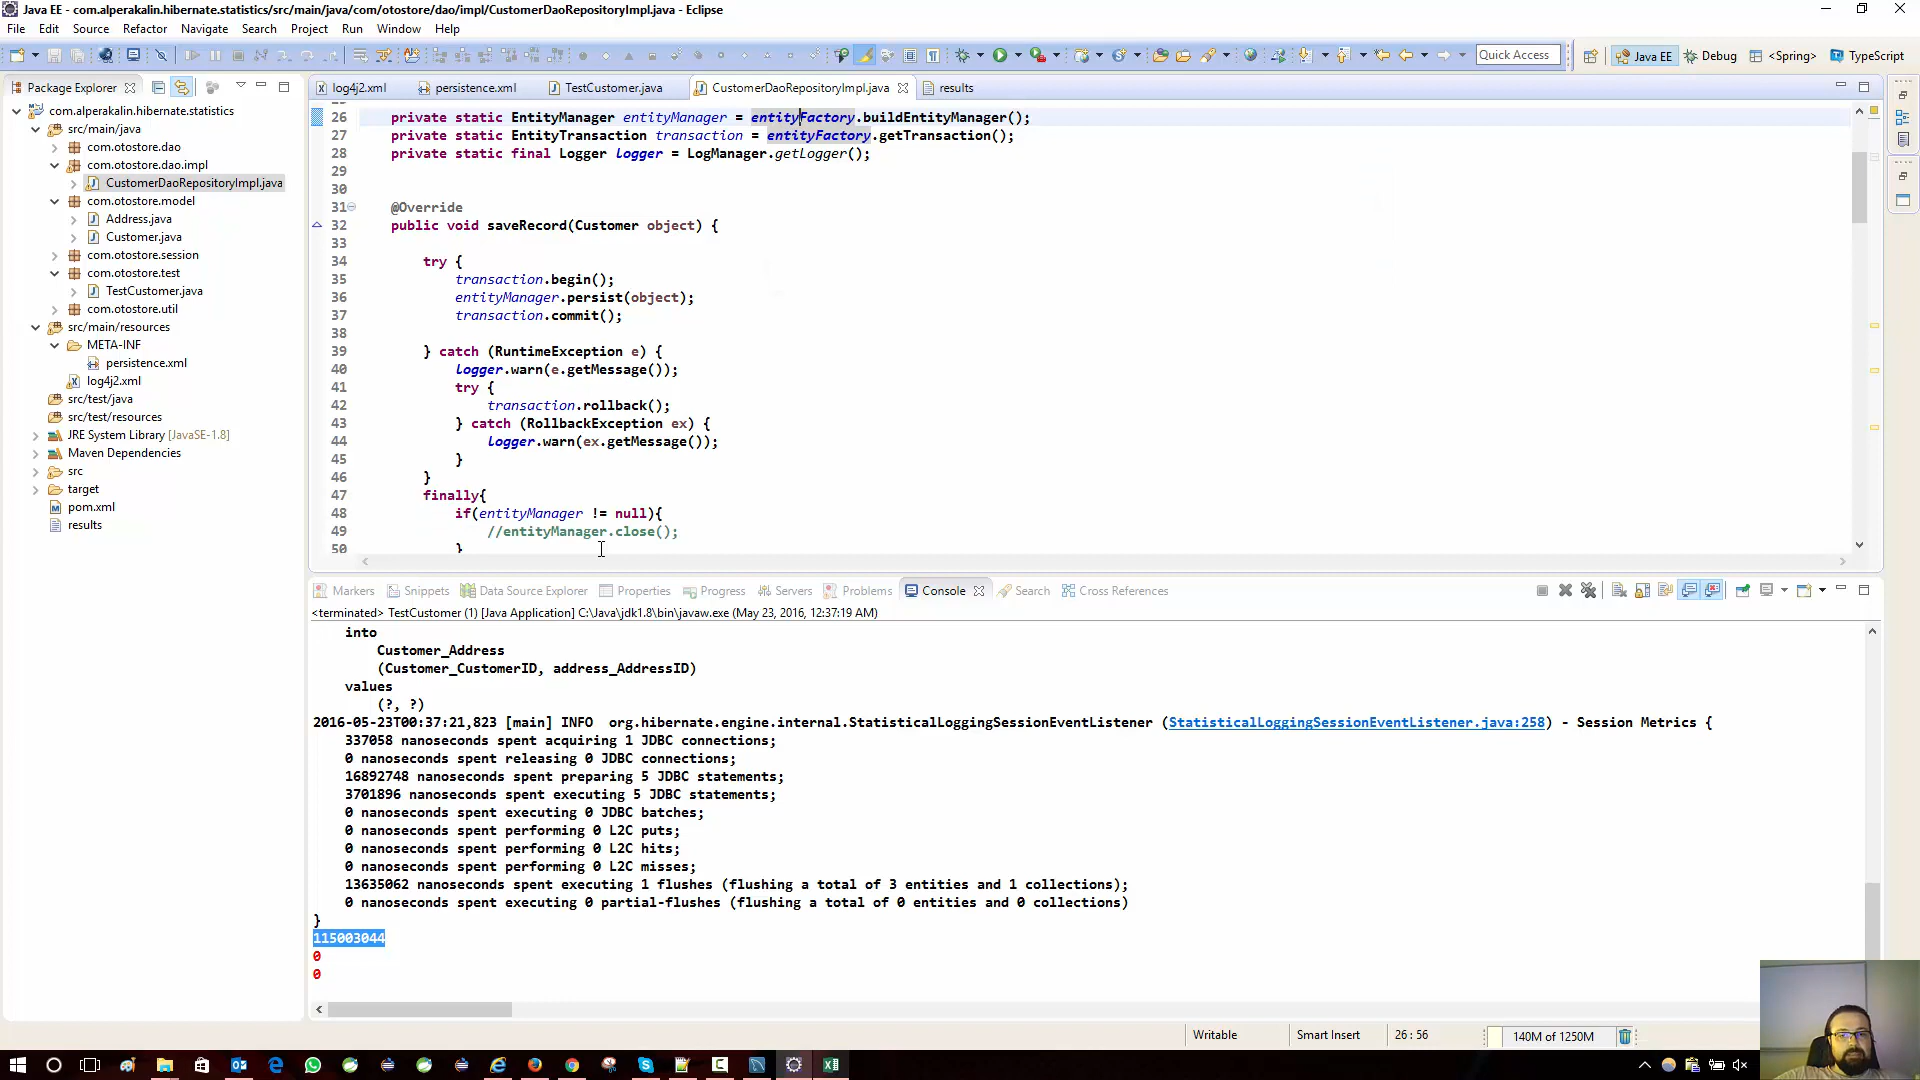 Java EE - com.alperakalin.hibernate.statistics/src/main/java/com/otostore/dao/impl/CustomerDaoRepositoryImpl.java - Eclipse
File Edit Source Refactor Navigate Search Project Run Window Help
Quick Access
Java EE
Debug
<Spring>
TypeScript
Package Explorer
com.alperakalin.hibernate.statistics
src/main/java
com.otostore.dao
com.otostore.dao.impl
CustomerDaoRepositoryImpl.java
com.otostore.model
Address.java
Customer.java
com.otostore.session
com.otostore.test
TestCustomer.java
com.otostore.util
src/main/resources
META-INF
persistence.xml
log4j2.xml
src/test/java
src/test/resources
JRE System Library [JavaSE-1.8]
Maven Dependencies
src
target
pom.xml
results
log4j2.xml persistence.xml TestCustomer.java CustomerDaoRepositoryImpl.java results
26 private static EntityManager entityManager = entityFactory.buildEntityManager();
27 private static EntityTransaction transaction = entityFactory.getTransaction();
28 private static final Logger logger = LogManager.getLogger();
29
30
31 @Override
32 public void saveRecord(Customer object) {
33
34 try {
35 transaction.begin();
36 entityManager.persist(object);
37 transaction.commit();
38
39 } catch (RuntimeException e) {
40 logger.warn(e.getMessage());
41 try {
42 transaction.rollback();
43 } catch (RollbackException ex) {
44 logger.warn(ex.getMessage());
45 }
46 }
47 finally{
48 if(entityManager != null){
49 //entityManager.close();
50 }
Markers Snippets Data Source Explorer Properties Progress Servers Problems Console Search Cross References
<terminated> TestCustomer (1) [Java Application] C:\Java\jdk1.8\bin\javaw.exe (May 23, 2016, 12:37:19 AM)
into
Customer_Address
(Customer_CustomerID, address_AddressID)
values
(?, ?)
2016-05-23T00:37:21,823 [main] INFO org.hibernate.engine.internal.StatisticalLoggingSessionEventListener (StatisticalLoggingSessionEventListener.java:258) - Session Metrics {
337058 nanoseconds spent acquiring 1 JDBC connections;
0 nanoseconds spent releasing 0 JDBC connections;
16892748 nanoseconds spent preparing 5 JDBC statements;
3701896 nanoseconds spent executing 5 JDBC statements;
0 nanoseconds spent executing 0 JDBC batches;
0 nanoseconds spent performing 0 L2C puts;
0 nanoseconds spent performing 0 L2C hits;
0 nanoseconds spent performing 0 L2C misses;
13635062 nanoseconds spent executing 1 flushes (flushing a total of 3 entities and 1 collections);
0 nanoseconds spent executing 0 partial-flushes (flushing a total of 0 entities and 0 collections)
}
115003044
0
0
Writable Smart Insert 26 : 56 140M of 1250M